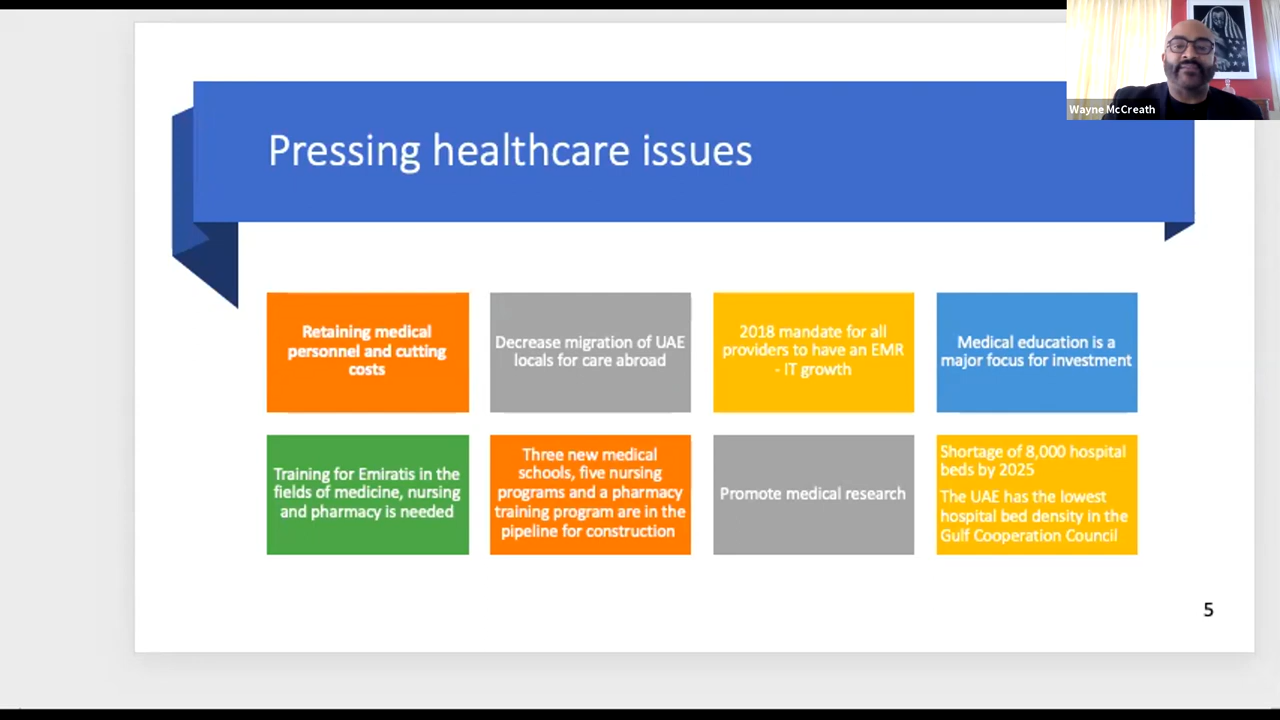 Wayne McCreath
Pressing healthcare issues
Retaining medical
personnel and cutting
costs
Decrease migration of UAE
locals for care abroad
2018 mandate for all
providers to have an EMR
- IT growth
Medical education is a
major focus for investment
Training for Emiratis in the
fields of medicine, nursing
and pharmacy is needed
Three new medical
schools, five nursing
programs and a pharmacy
training program are in the
pipeline for construction
Promote medical research
Shortage of 8,000 hospital
beds by 2025
The UAE has the lowest
hospital bed density in the
Gulf Cooperation Council
5